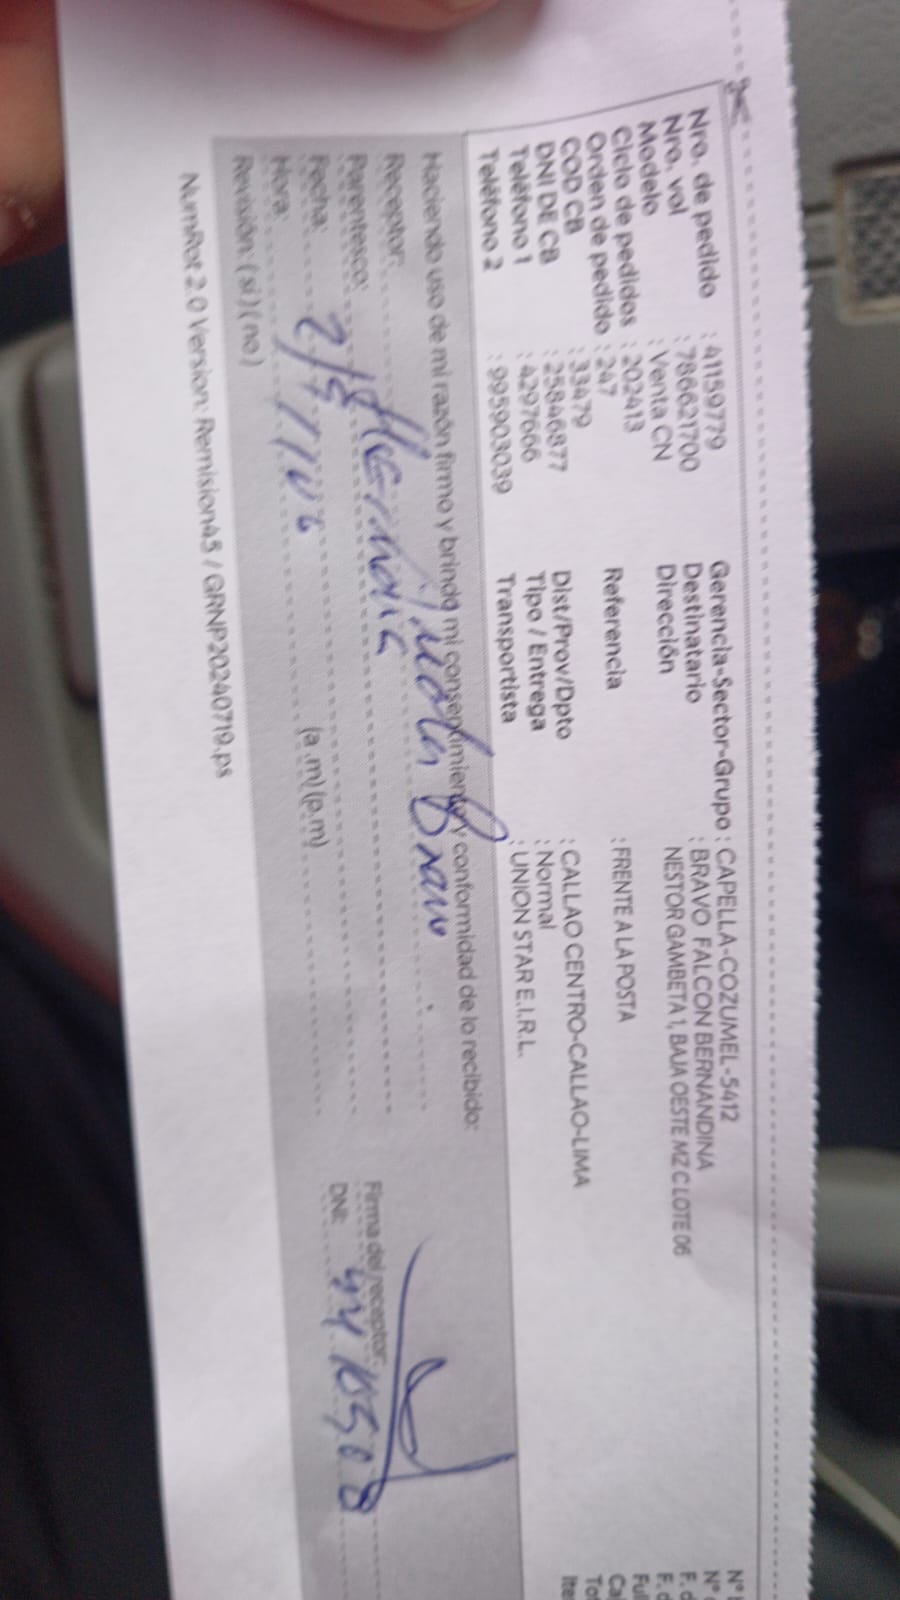 Nro. de pedido : 41159779
Nro. vol : 786621700
Modelo : Venta CN
Ciclo de pedidos : 202413
Orden de pedido : 247
COD CB : 33479
DNI DE CB : 25846877
Teléfono 1 : 4297666
Teléfono 2 : 995903039
Gerencia-Sector-Grupo : CAPELLA-COZUMEL-5412
Destinatario : BRAVO FALCON BERNANDINA
Dirección NESTOR GAMBETA 1, BAJA OESTE MZ C LOTE 06
Referencia : FRENTE A LA POSTA
Dist/Prov/Dpto : CALLAO CENTRO-CALLAO-LIMA
Tipo / Entrega : Normal
Transportista : UNION STAR E.I.R.L.
Haciendo uso de mi razón firmo y brindo mi consentimiento y conformidad de lo recibido:
Receptor: Bravo
Parentesco:
Fecha:
Hora: (a.m) (p.m)
Revisión: ( si ) ( no )
Firma del receptor:
DNI:
NumRot 2.0 Version: Remision45 / GRNP20240719.ps